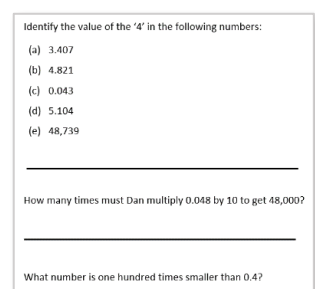 Identify the value of the ‘4’ in the following numbers:
(a) 3.407
(b) 4.821
(c) 0.043
(d) 5.104
(e) 48,739
How many times must Dan multiply 0.048 by 10 to get 48,000?
What number is one hundred times smaller than 0.4?